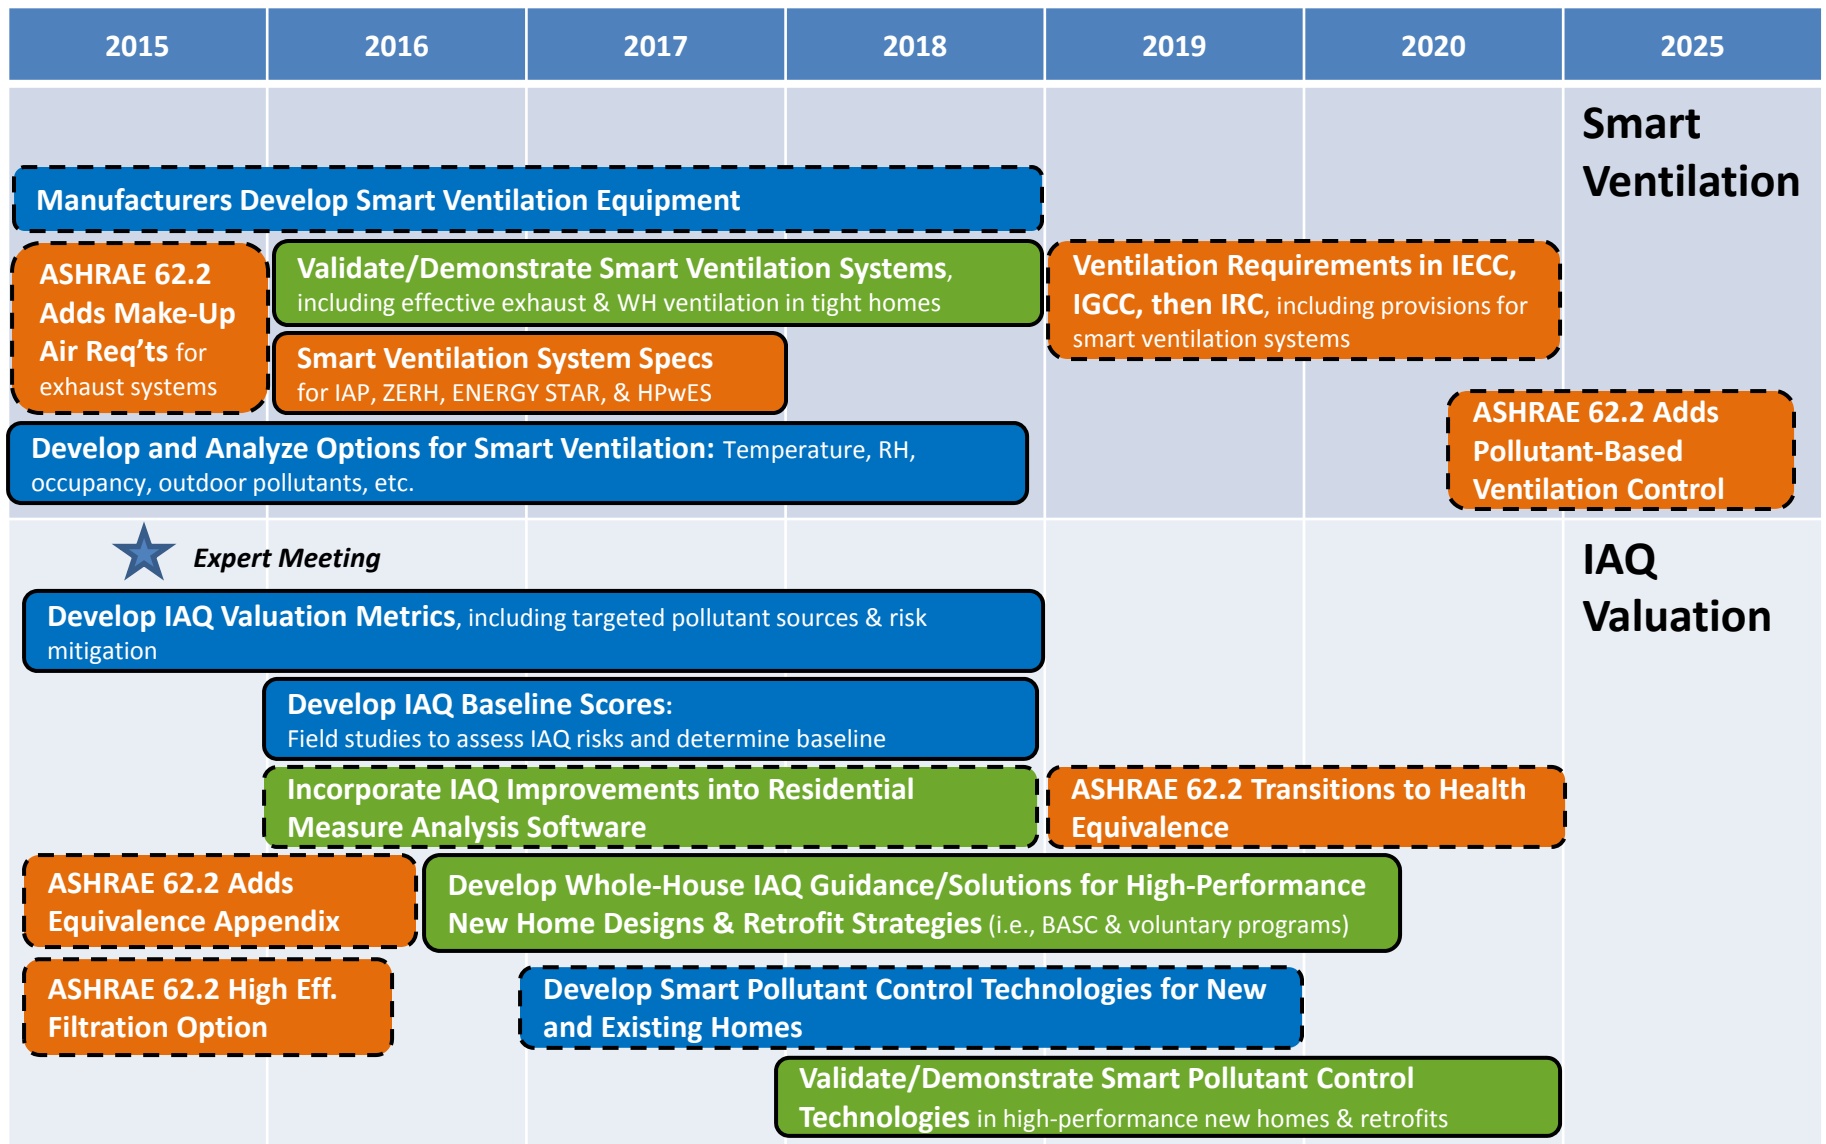 2015 2016 2017 2018 2019 2020 2025
Smart
Ventilation
Manufacturers Develop Smart Ventilation Equipment
ASHRAE 62.2
Adds Make-Up
Air Req'ts for
exhaust systems
Validate/Demonstrate Smart Ventilation Systems,
including effective exhaust & WH ventilation in tight homes
Smart Ventilation System Specs
for IAP, ZERH, ENERGY STAR, & HPwES
Ventilation Requirements in IECC,
IGCC, then IRC, including provisions for
smart ventilation systems
ASHRAE 62.2 Adds
Pollutant-Based
Ventilation Control
Develop and Analyze Options for Smart Ventilation: Temperature, RH,
occupancy, outdoor pollutants, etc.
Expert Meeting
IAQ
Valuation
Develop IAQ Valuation Metrics, including targeted pollutant sources & risk
mitigation
Develop IAQ Baseline Scores:
Field studies to assess IAQ risks and determine baseline
Incorporate IAQ Improvements into Residential
Measure Analysis Software
ASHRAE 62.2 Transitions to Health
Equivalence
ASHRAE 62.2 Adds
Equivalence Appendix
Develop Whole-House IAQ Guidance/Solutions for High-Performance
New Home Designs & Retrofit Strategies (i.e., BASC & voluntary programs)
ASHRAE 62.2 High Eff.
Filtration Option
Develop Smart Pollutant Control Technologies for New
and Existing Homes
Validate/Demonstrate Smart Pollutant Control
Technologies in high-performance new homes & retrofits